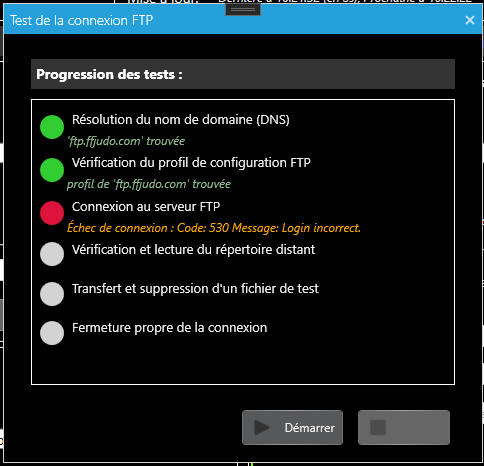 Mise à jour:
Test de la connexion FTP
Progression des tests :
Résolution du nom de domaine (DNS)
'ftp.ffjudo.com' trouvée
Vérification du profil de configuration FTP
profil de 'ftp.ffjudo.com' trouvée
Connexion au serveur FTP
Échec de connexion : Code: 530 Message: Login incorrect.
Vérification et lecture du répertoire distant
Transfert et suppression d'un fichier de test
Fermeture propre de la connexion
Démarrer